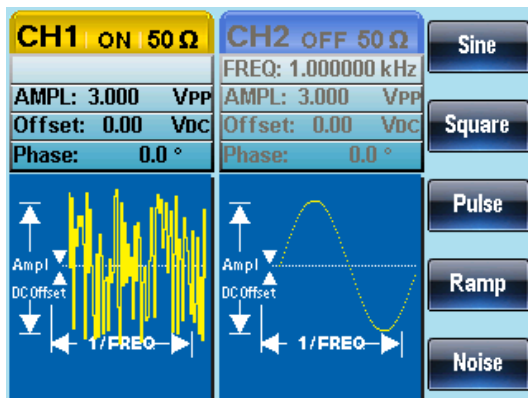 CH1 ON 50 Ω
AMPL: 3.000 VPP
Offset: 0.00 VDC
Phase: 0.0 °
Ampl
DC Offset
1/FREQ
CH2 OFF 50 Ω
FREQ: 1.000000 kHz
AMPL: 3.000 VPP
Offset: 0.00 VDC
Phase: 0.0 °
Ampl
DC Offset
1/FREQ
Sine
Square
Pulse
Ramp
Noise